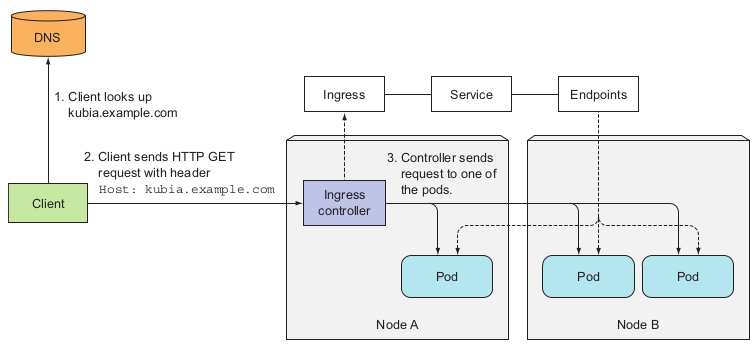 DNS
1. Client looks up
kubia.example.com
Ingress
Service
Endpoints
2. Client sends HTTP GET
request with header
Host: kubia.example.com
3. Controller sends
request to one of
the pods.
Client
Ingress
controller
Pod
Pod
Pod
Node A
Node B